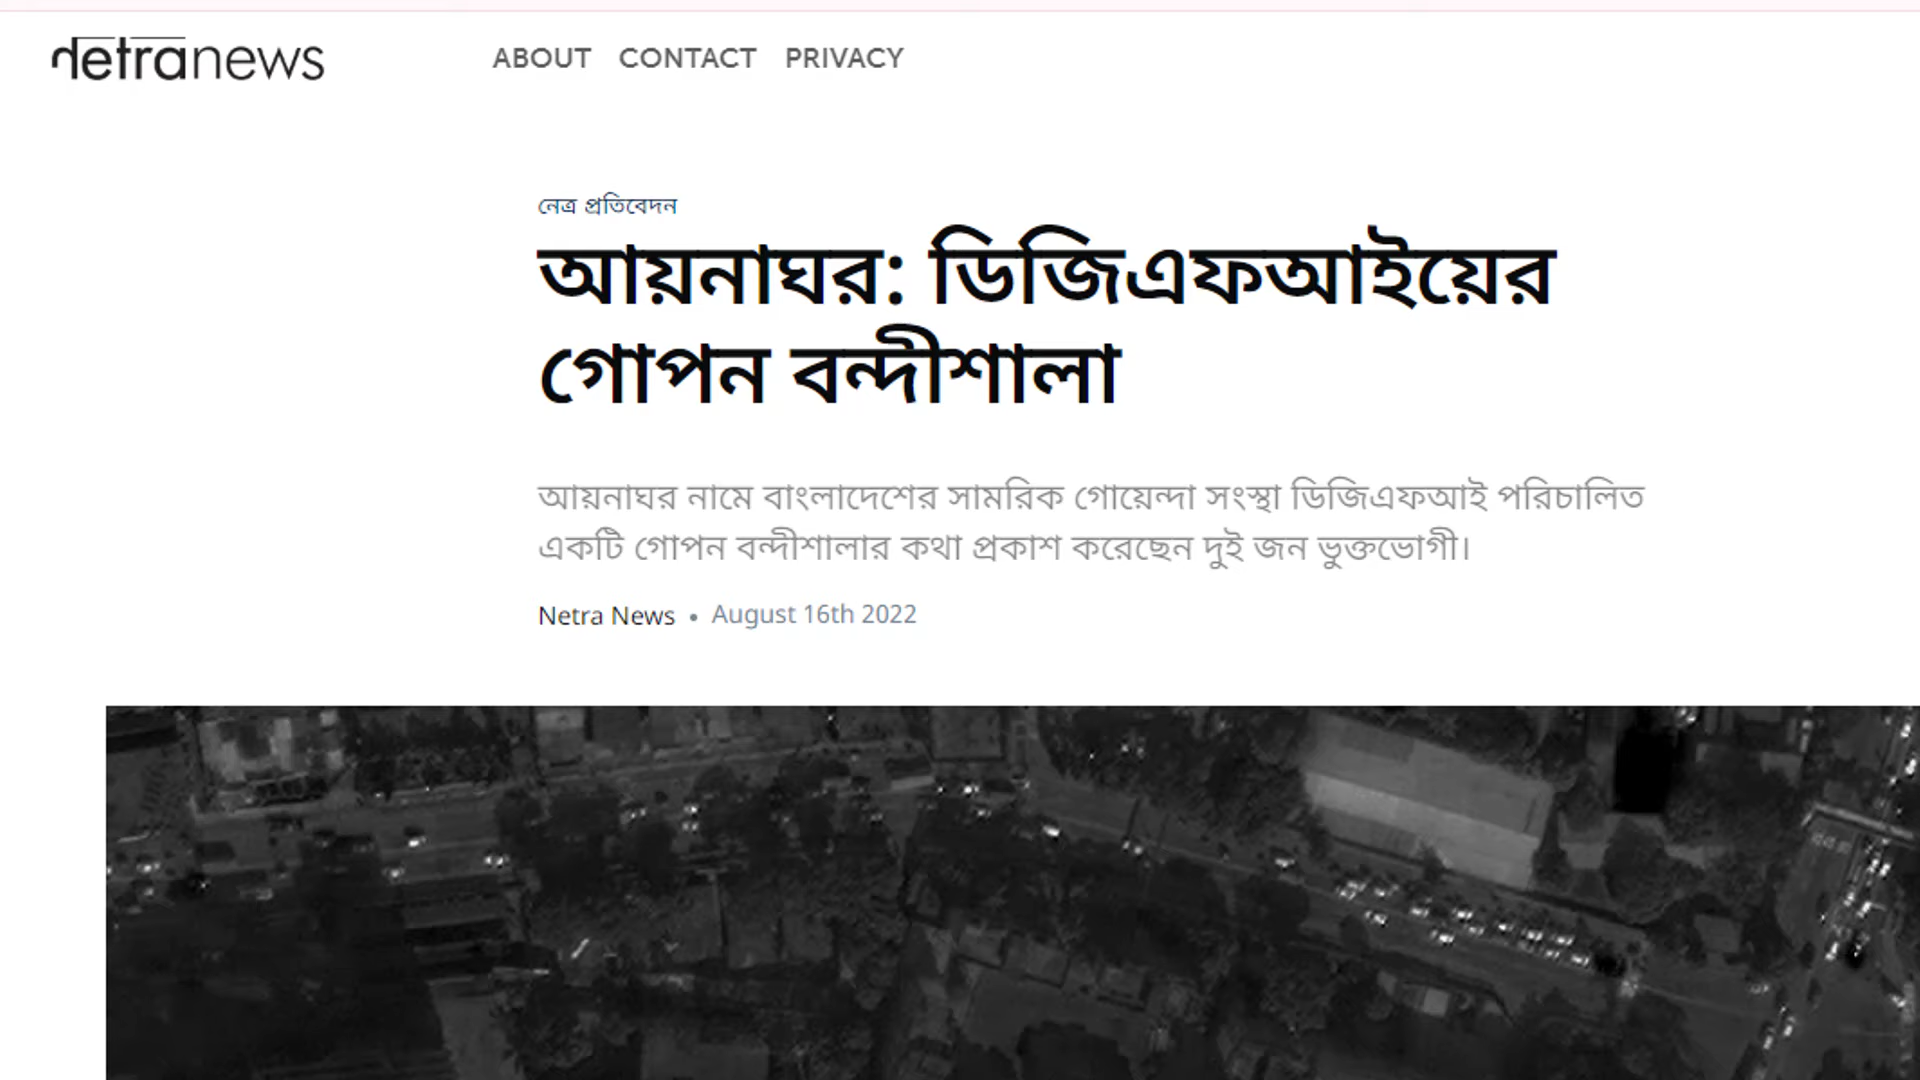 netranews
ABOUT CONTACT PRIVACY
নেত্র প্রতিবেদন
আয়নাঘর: ডিজিএফআইয়ের
গোপন বন্দীশালা
আয়নাঘর নামে বাংলাদেশের সামরিক গোয়েন্দা সংস্থা ডিজিএফআই পরিচালিত
একটি গোপন বন্দীশালার কথা প্রকাশ করেছেন দুই জন ভুক্তভোগী।
Netra News • August 16th 2022